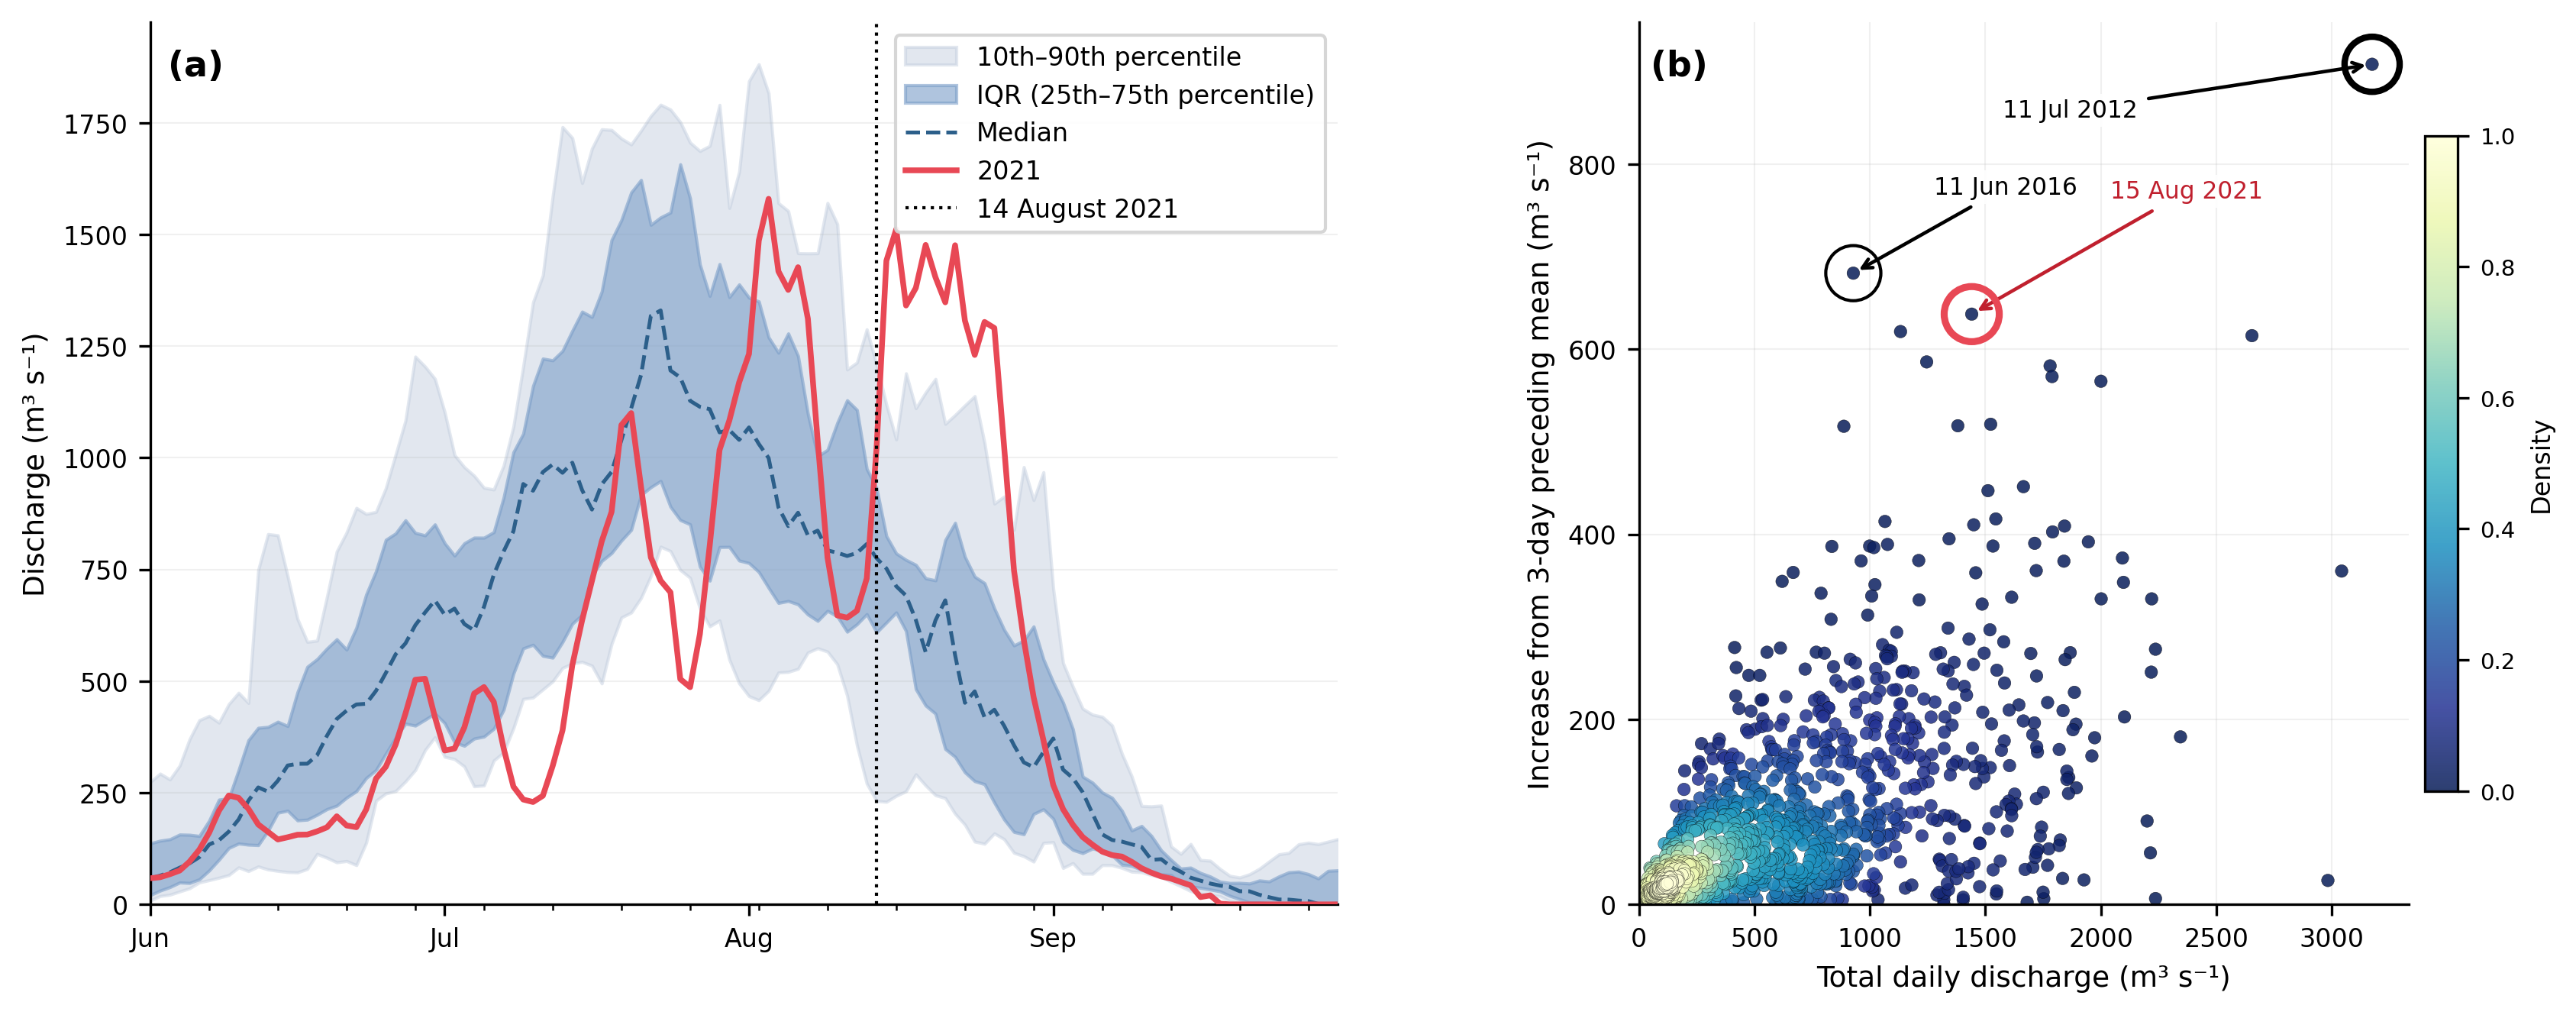 (a)
10th–90th percentile
IQR (25th–75th percentile)
Median
2021
14 August 2021
Discharge (m³ s⁻¹)
1750
1500
1250
1000
750
500
250
0
Jun
Jul
Aug
Sep
(b)
11 Jul 2012
11 Jun 2016
15 Aug 2021
Increase from 3-day preceding mean (m³ s⁻¹)
800
600
400
200
0
0
500
1000
1500
2000
2500
3000
Total daily discharge (m³ s⁻¹)
1.0
0.8
0.6
0.4
0.2
0.0
Density